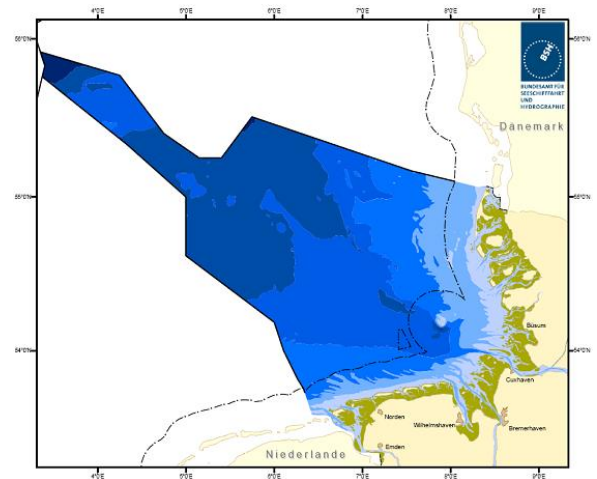 4°0'E 5°0'E 6°0'E 7°0'E 8°0'E 9°0'E
56°0'N
56°0'N
BSH
BUNDESAMT FÜR
SEESCHIFFFAHRT
UND
HYDROGRAPHIE
Dänemark
55°0'N
55°0'N
Büsum
54°0'N
54°0'N
Cuxhaven
Norden
Wilhelmshaven
Bremerhaven
Emden
Niederlande
4°0'E 5°0'E 6°0'E 7°0'E 8°0'E 9°0'E